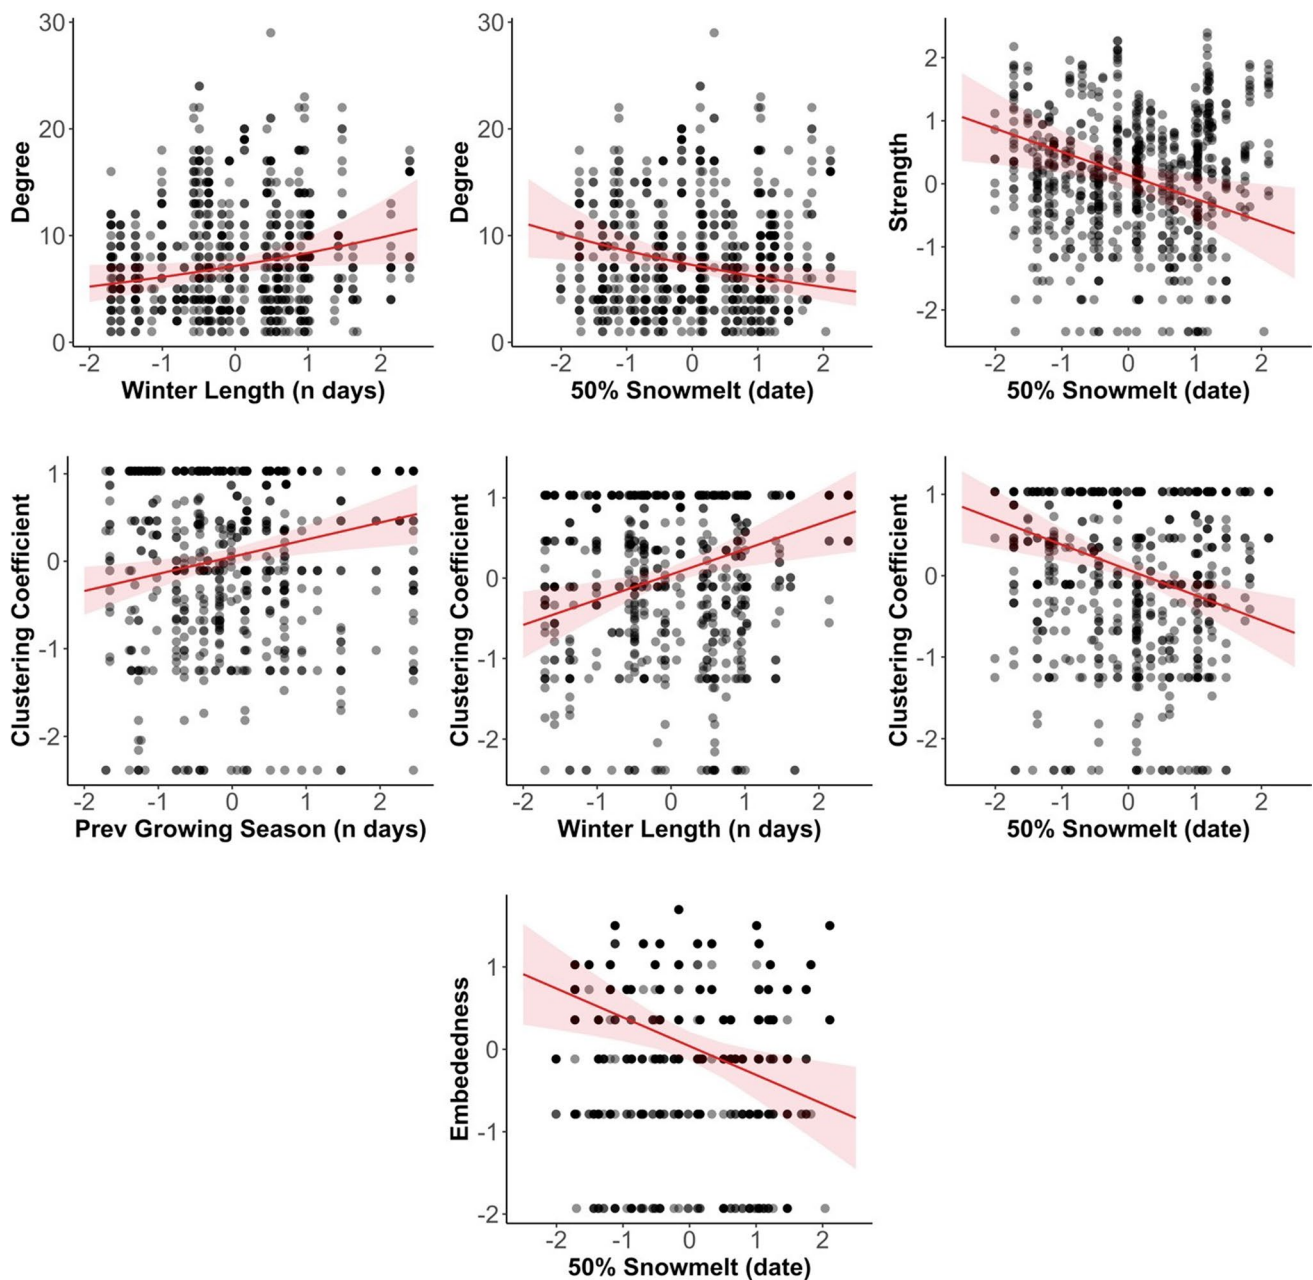 30
20
10
0
Degree
-2 -1 0 1 2
Winter Length (n days)
30
20
10
0
Degree
-2 -1 0 1 2
50% Snowmelt (date)
2
1
0
-1
-2
Strength
-2 -1 0 1 2
50% Snowmelt (date)
1
0
-1
-2
Clustering Coefficient
-2 -1 0 1 2
Prev Growing Season (n days)
1
0
-1
-2
Clustering Coefficient
-2 -1 0 1 2
Winter Length (n days)
1
0
-1
-2
Clustering Coefficient
-2 -1 0 1 2
50% Snowmelt (date)
1
0
-1
-2
Embededness
-2 -1 0 1 2
50% Snowmelt (date)